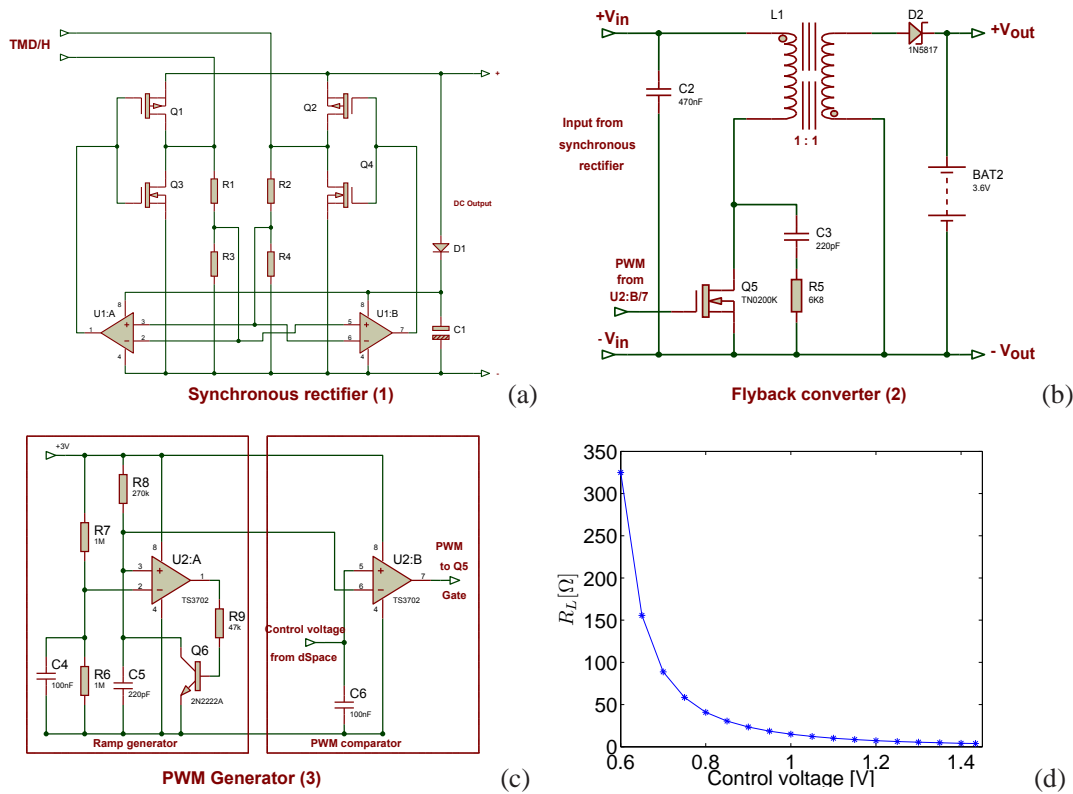 TMD/H
+
Q1
Q2
Q3
Q4
R1
R2
R3
R4
DC Output
D1
C1
U1:A
U1:B
8
1
3
2
4
8
5
6
7
4
-
Synchronous rectifier (1)
(a)
+Vin
L1
D2
1N5817
+Vout
C2
470nF
Input from
synchronous
rectifier
1 : 1
BAT2
3.6V
C3
220pF
PWM
from
U2:B/7
Q5
TN0200K
R5
6K8
-Vin
- Vout
Flyback converter (2)
(b)
+3V
R8
270k
R7
1M
U2:A
8
3
2
1
4
TS3702
R9
47k
Q6
2N2222A
C4
100nF
R6
1M
C5
220pF
Ramp generator
U2:B
8
5
6
7
4
TS3702
PWM
to Q5
Gate
Control voltage
from dSpace
C6
100nF
PWM comparator
PWM Generator (3)
(c)
350
300
250
200
150
100
50
0
0.6
0.8
1
1.2
1.4
RL[Ω]
Control voltage [V]
(d)